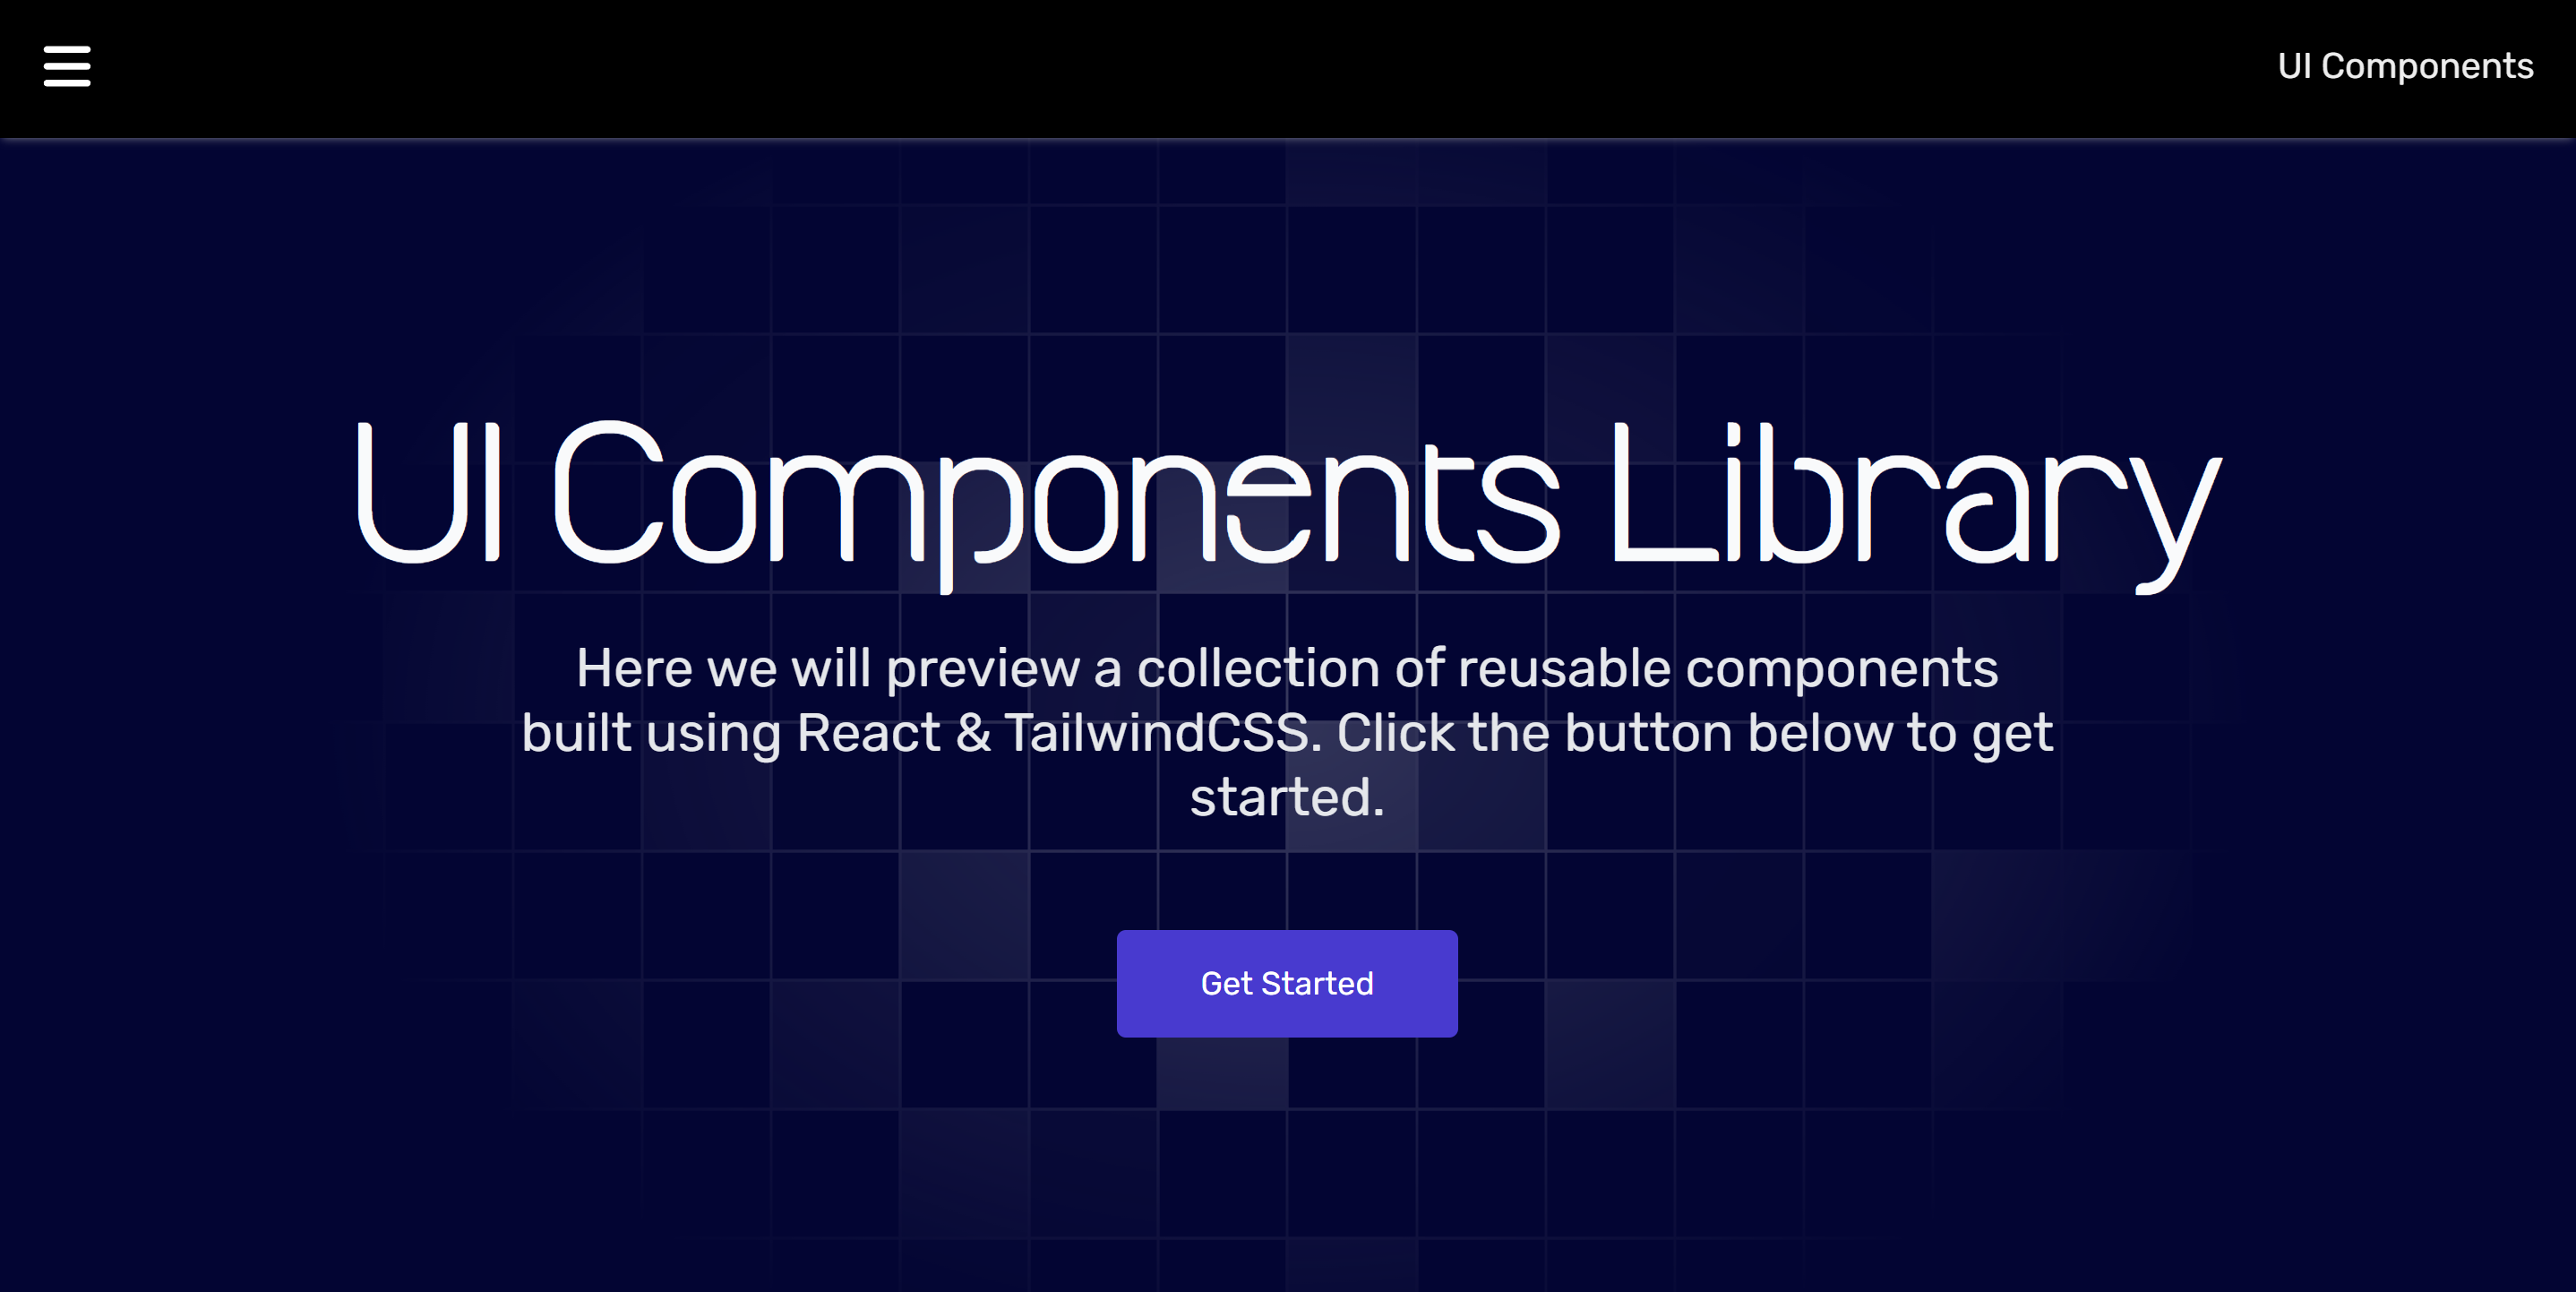 UI Components
UI Components Library
Here we will preview a collection of reusable components
built using React & TailwindCSS. Click the button below to get
started.
Get Started